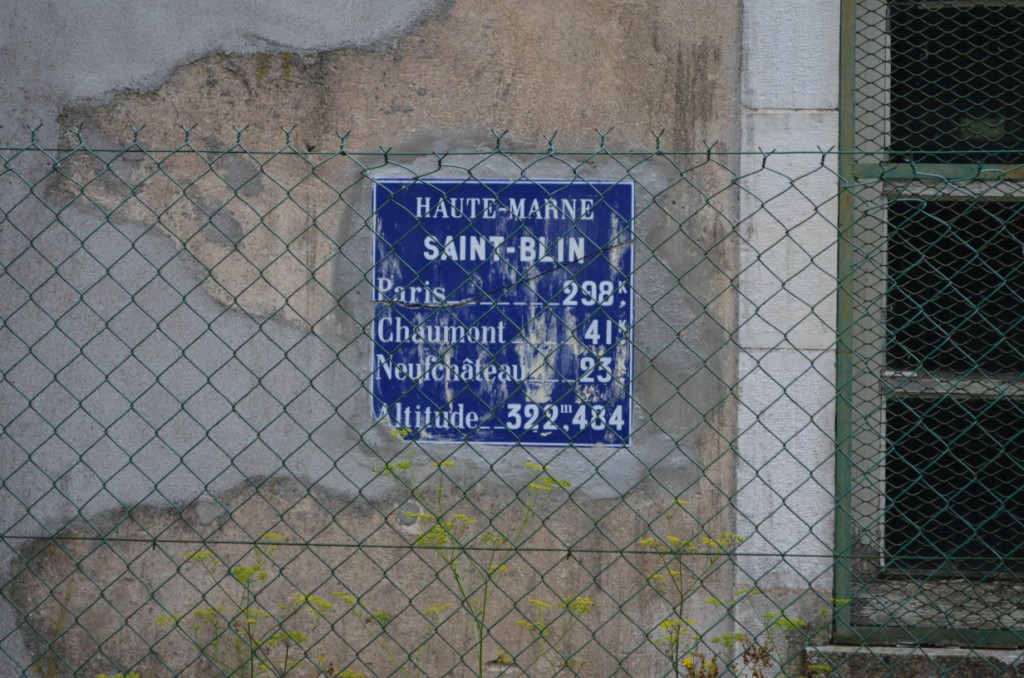 HAUTE-MARNE
SAINT-BLIN
Paris 298K,
Chaumont 41K,
Neufchâteau 23
Altitude 322m,484